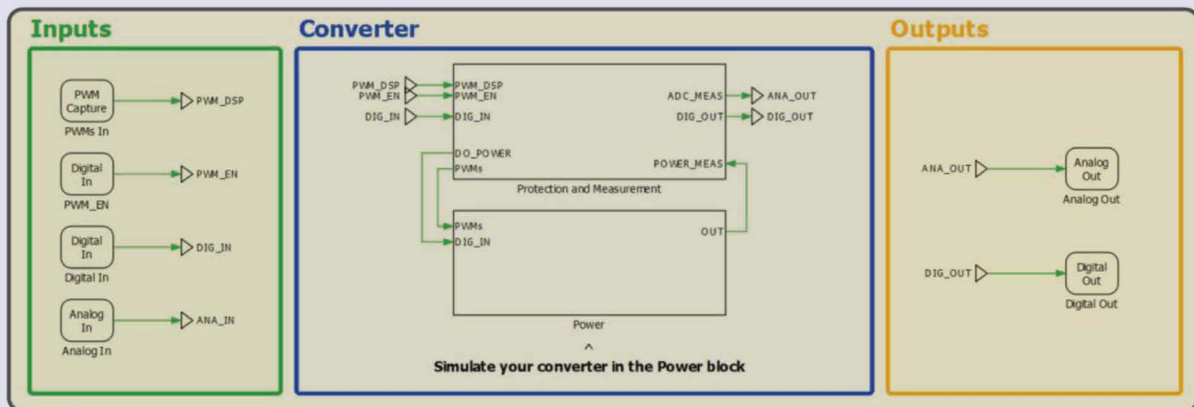 Inputs
PWM
Capture
PWMs In
PWM_DSP
Digital
In
PWM_EN
PWM_EN
Digital
In
Digital In
DIG_IN
Analog
In
Analog In
ANA_IN
Converter
PWM_DSP
PWM_EN
DIG_IN
PWM_DSP
PWM_EN
DIG_IN
DO_POWER
PWMs
ADC_MEAS
DIG_OUT
POWER_MEAS
ANA_OUT
DIG_OUT
Protection and Measurement
PWMs
DIG_IN
OUT
Power
^
Simulate your converter in the Power block
Outputs
ANA_OUT
Analog
Out
Analog Out
DIG_OUT
Digital
Out
Digital Out